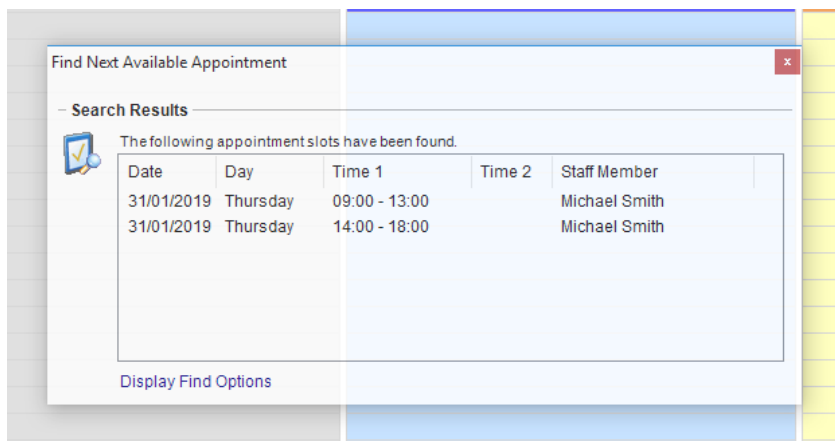 Find Next Available Appointment
x
Search Results
The following appointment slots have been found.
Date Day Time 1 Time 2 Staff Member
31/01/2019 Thursday 09:00 - 13:00 Michael Smith
31/01/2019 Thursday 14:00 - 18:00 Michael Smith
Display Find Options